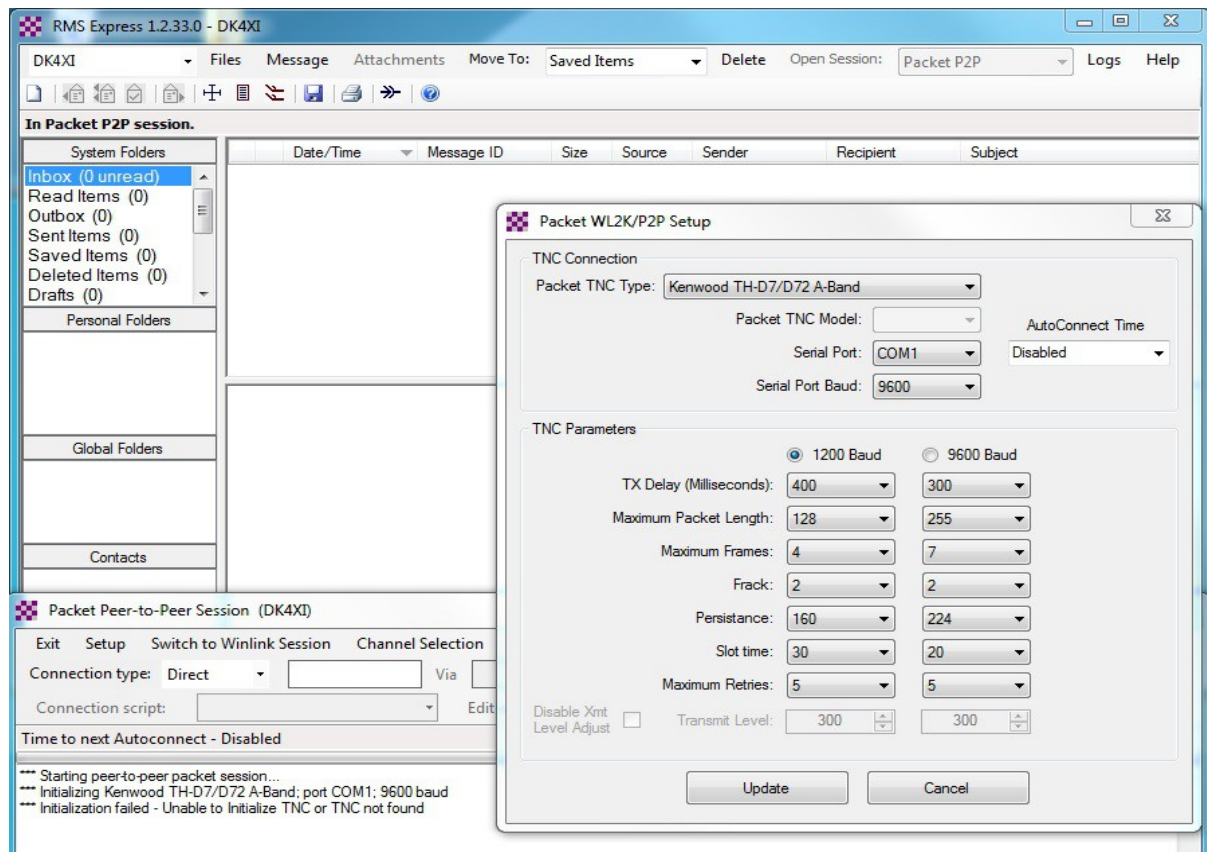 RMS Express 1.2.33.0 - DK4XI
DK4XI Files Message Attachments Move To: Saved Items Delete Open Session: Packet P2P Logs Help
In Packet P2P session.
System Folders
Inbox (0 unread)
Read Items (0)
Outbox (0)
Sent Items (0)
Saved Items (0)
Deleted Items (0)
Drafts (0)
Personal Folders
Global Folders
Contacts
Date/Time Message ID Size Source Sender Recipient Subject
Packet WL2K/P2P Setup
TNC Connection
Packet TNC Type: Kenwood TH-D7/D72 A-Band
Packet TNC Model: AutoConnect Time
Serial Port: COM1 Disabled
Serial Port Baud: 9600
TNC Parameters
1200 Baud 9600 Baud
TX Delay (Milliseconds): 400 300
Maximum Packet Length: 128 255
Maximum Frames: 4 7
Frack: 2 2
Persistance: 160 224
Slot time: 30 20
Maximum Retries: 5 5
Disable Xmt
Level Adjust Transmit Level: 300 300
Update Cancel
Packet Peer-to-Peer Session (DK4XI)
Exit Setup Switch to Winlink Session Channel Selection
Connection type: Direct Via
Connection script: Edit
Time to next Autoconnect - Disabled
*** Starting peer-to-peer packet session...
*** Initializing Kenwood TH-D7/D72 A-Band; port COM1; 9600 baud
*** Initialization failed - Unable to Initialize TNC or TNC not found